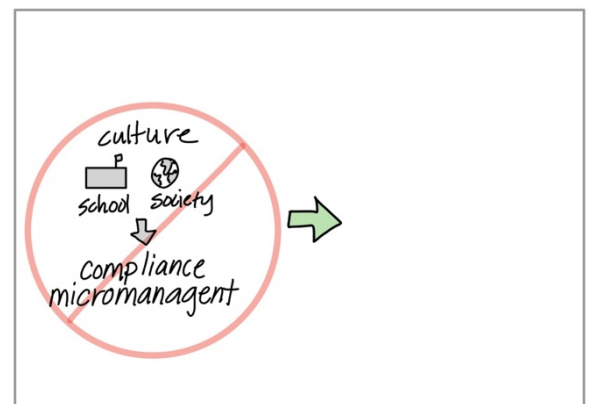 culture
school society
compliance
micromanagent